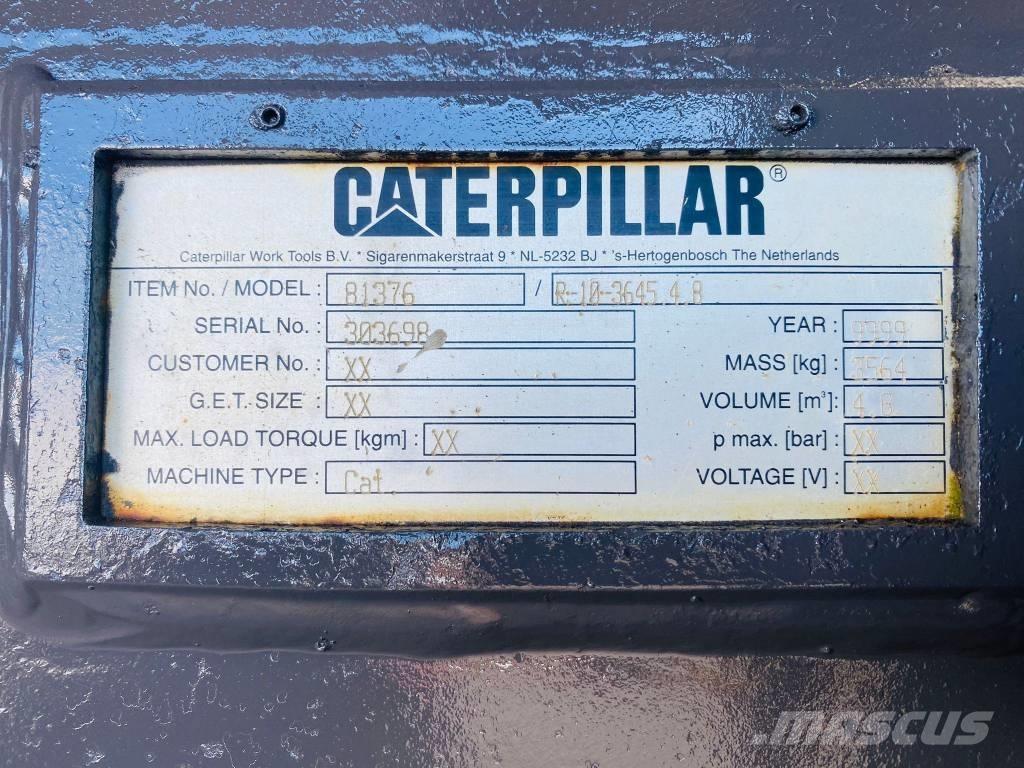 CATERPILLAR®
Caterpillar Work Tools B.V. * Sigarenmakerstraat 9 * NL-5232 BJ * 's-Hertogenbosch The Netherlands
ITEM No. / MODEL : 81376 / R-10-3645 4.8
SERIAL No. : 303698 YEAR :
CUSTOMER No. : XX MASS [kg] : 3564
G.E.T. SIZE : XX VOLUME [m³]: 4.8
MAX. LOAD TORQUE [kgm] : XX p max. [bar] : XX
MACHINE TYPE : Cat VOLTAGE [V] : XX
MASCUS